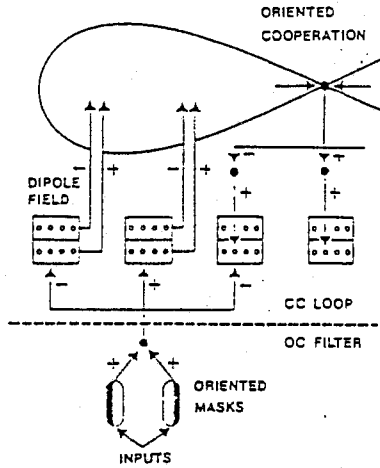 ORIENTED
COOPERATION
- +
- +
- +
+ +
DIPOLE
FIELD
- + -
CC LOOP
OC FILTER
+ +
ORIENTED
MASKS
INPUTS